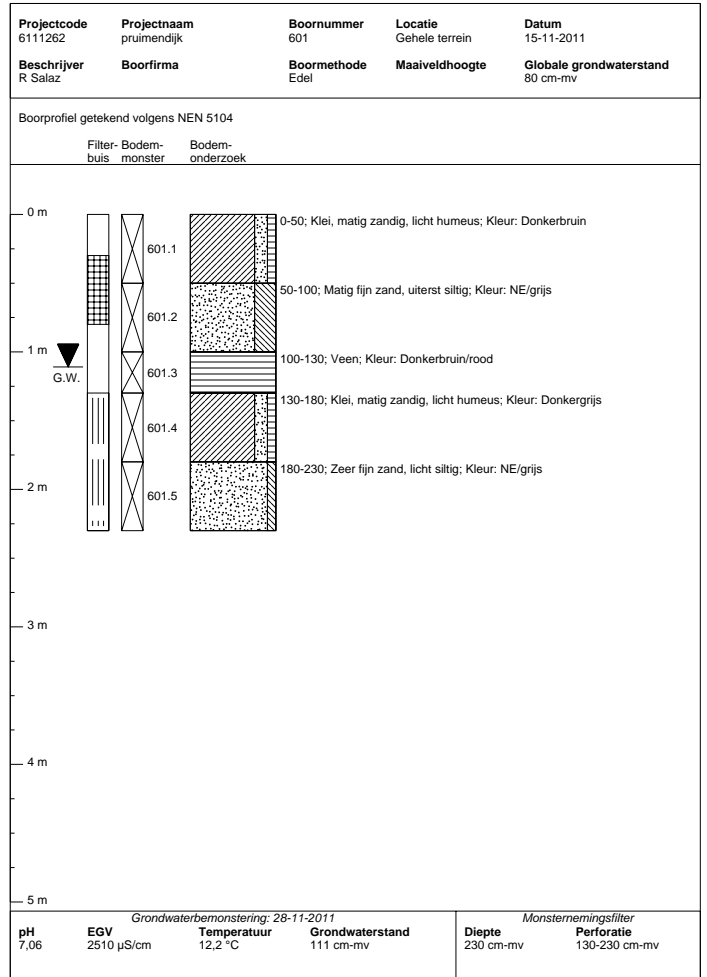 Projectcode Projectnaam Boornummer Locatie Datum
6111262 pruimendijk 601 Gehele terrein 15-11-2011
Beschrijver Boorfirma Boormethode Maaiveldhoogte Globale grondwaterstand
R Salaz Edel 80 cm-mv
Boorprofiel getekend volgens NEN 5104
Filter- Bodem- Bodem-
buis monster onderzoek
0 m
0-50; Klei, matig zandig, licht humeus; Kleur: Donkerbruin
601.1
50-100; Matig fijn zand, uiterst siltig; Kleur: NE/grijs
601.2
1 m
100-130; Veen; Kleur: Donkerbruin/rood
G.W.
601.3
130-180; Klei, matig zandig, licht humeus; Kleur: Donkergrijs
601.4
180-230; Zeer fijn zand, licht siltig; Kleur: NE/grijs
2 m
601.5
3 m
4 m
5 m
Grondwaterbemonstering: 28-11-2011 Monsternemingsfilter
pH EGV Temperatuur Grondwaterstand Diepte Perforatie
7,06 2510 µS/cm 12,2 °C 111 cm-mv 230 cm-mv 130-230 cm-mv